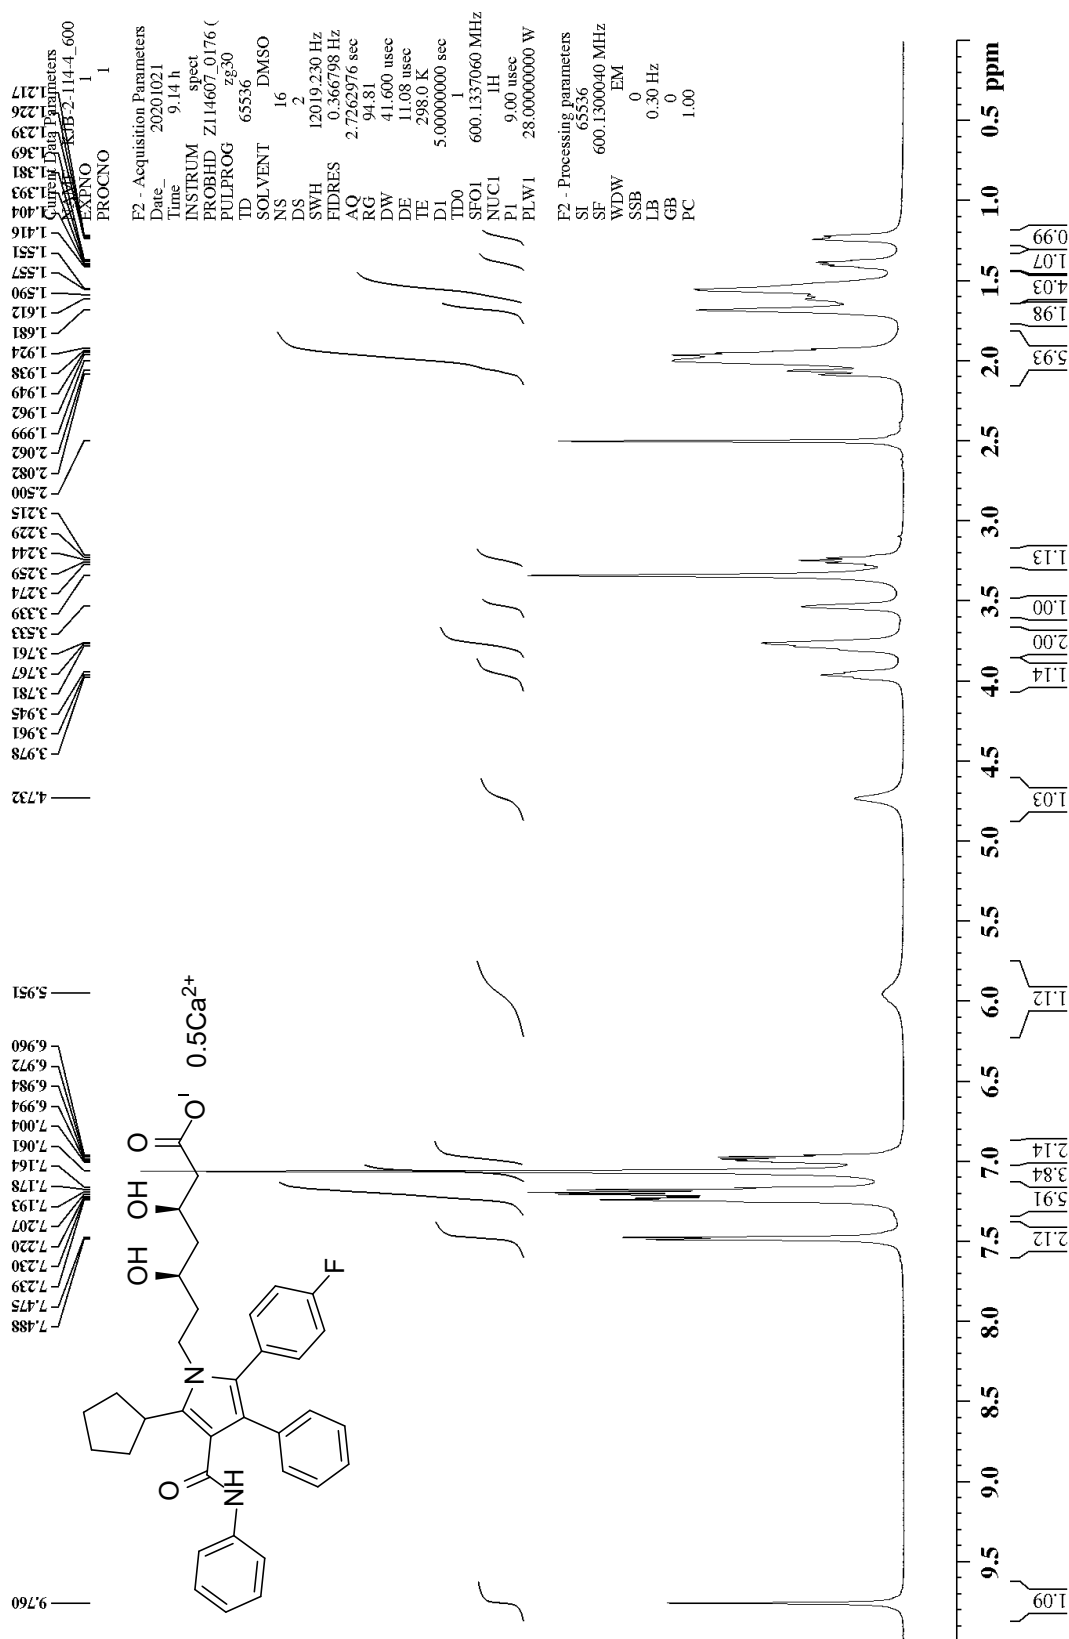 9.760
7.488
7.475
7.239
7.230
7.220
7.207
7.193
7.178
7.164
7.061
7.004
6.994
6.984
6.972
6.960
5.951
4.732
3.978
3.961
3.945
3.781
3.767
3.761
3.533
3.339
3.274
3.259
3.244
3.229
3.215
2.500
2.082
2.062
1.999
1.962
1.949
1.938
1.924
1.681
1.612
1.590
1.557
1.551
1.416
1.404
1.393
1.381
1.369
1.239
1.226
1.217
Current Data Parameters
NAME KJB-2-114-4_600
EXPNO 1
PROCNO 1
F2 - Acquisition Parameters
Date_ 20201021
Time 9.14 h
INSTRUM spect
PROBHD Z114607_0176 (
PULPROG zg30
TD 65536
SOLVENT DMSO
NS 16
DS 2
SWH 12019.230 Hz
FIDRES 0.366798 Hz
AQ 2.7262976 sec
RG 94.81
DW 41.600 usec
DE 11.08 usec
TE 298.0 K
D1 5.00000000 sec
TD0 1
SFO1 600.1337060 MHz
NUC1 1H
P1 9.00 usec
PLW1 28.00000000 W
F2 - Processing parameters
SI 65536
SF 600.1300040 MHz
WDW EM
SSB 0
LB 0.30 Hz
GB 0
PC 1.00
O
OH OH O- 0.5Ca2+
N
O
NH
F
9.5 9.0 8.5 8.0 7.5 7.0 6.5 6.0 5.5 5.0 4.5 4.0 3.5 3.0 2.5 2.0 1.5 1.0 0.5 ppm
1.09
2.12
5.91
3.84
2.14
1.12
1.03
1.14
2.00
1.00
1.13
5.93
1.98
4.03
1.07
0.99